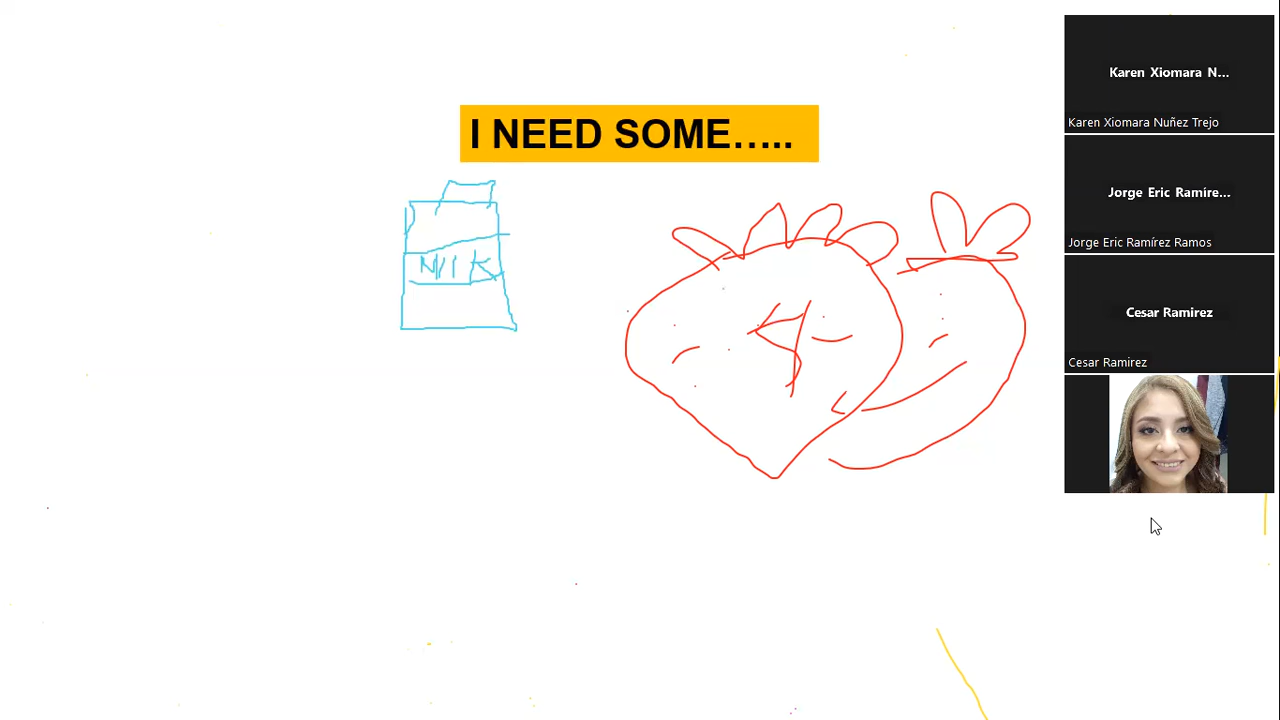 I NEED SOME…..
MILK
Karen Xiomara N...
Karen Xiomara Nuñez Trejo
Jorge Eric Ramíre...
Jorge Eric Ramírez Ramos
Cesar Ramirez
Cesar Ramirez